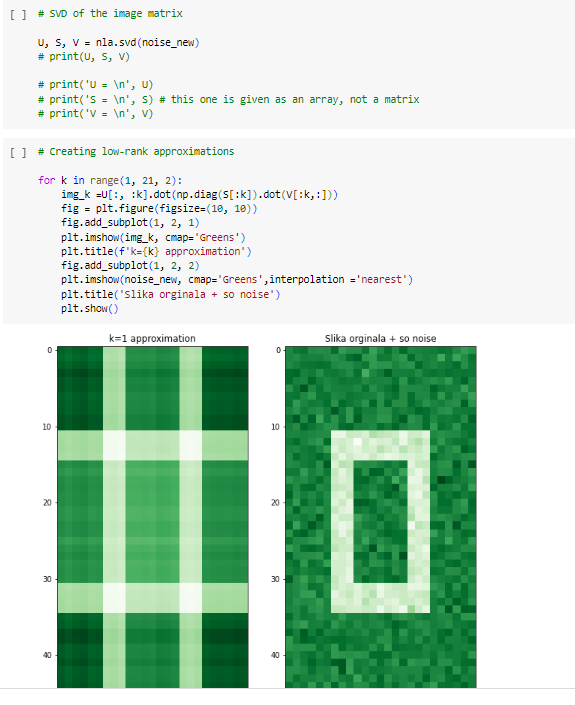 [ ] # SVD of the image matrix
U, S, V = nla.svd(noise_new)
# print(U, S, V)
# print('U = \n', U)
# print('S = \n', S) # this one is given as an array, not a matrix
# print('V = \n', V)
[ ] # Creating low-rank approximations
for k in range(1, 21, 2):
img_k =U[:, :k].dot(np.diag(S[:k]).dot(V[:k,:]))
fig = plt.figure(figsize=(10, 10))
fig.add_subplot(1, 2, 1)
plt.imshow(img_k, cmap='Greens')
plt.title(f'k={k} approximation')
fig.add_subplot(1, 2, 2)
plt.imshow(noise_new, cmap='Greens',interpolation ='nearest')
plt.title('Slika orginala + so noise')
plt.show()
k=1 approximation
Slika orginala + so noise
0
10
20
30
40
0
10
20
30
40